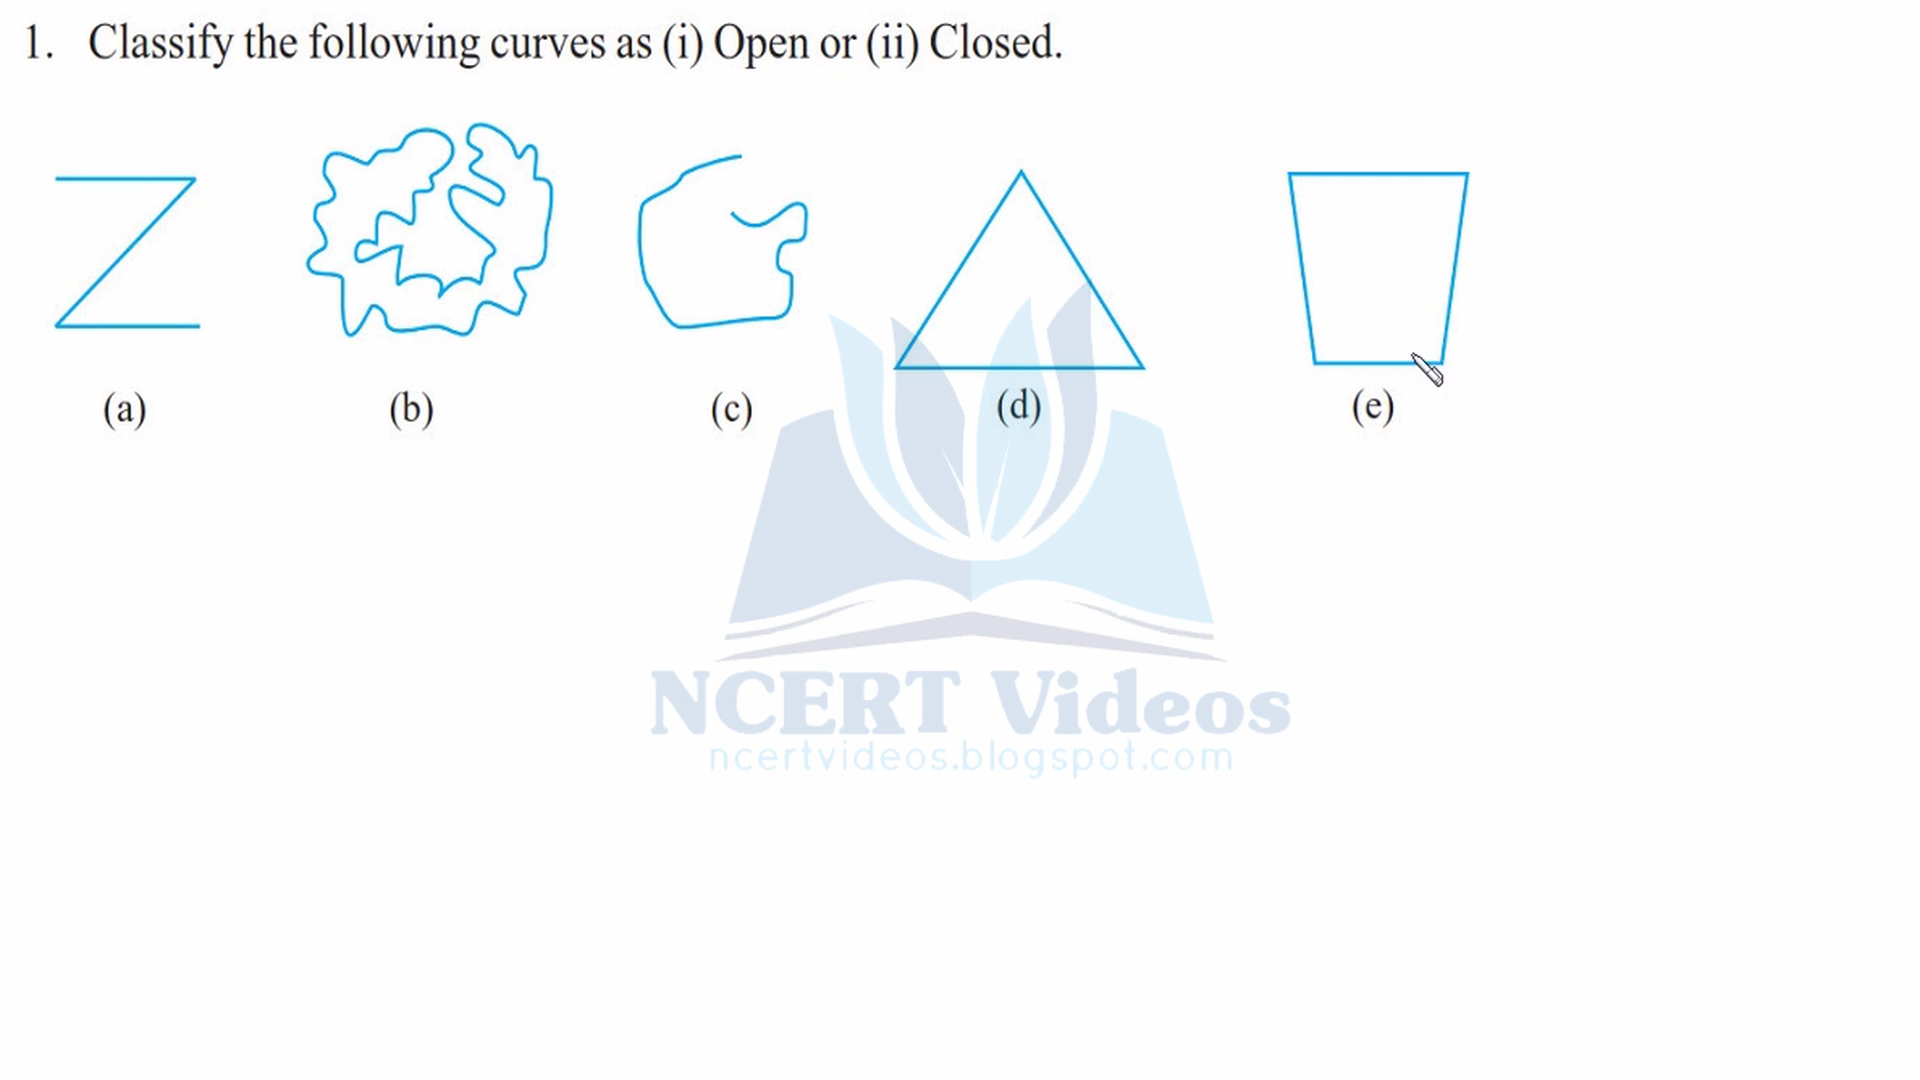 1. Classify the following curves as (i) Open or (ii) Closed.
(a) (b) (c) (d) (e)
NCERT Videos
ncertvideos.blogspot.com